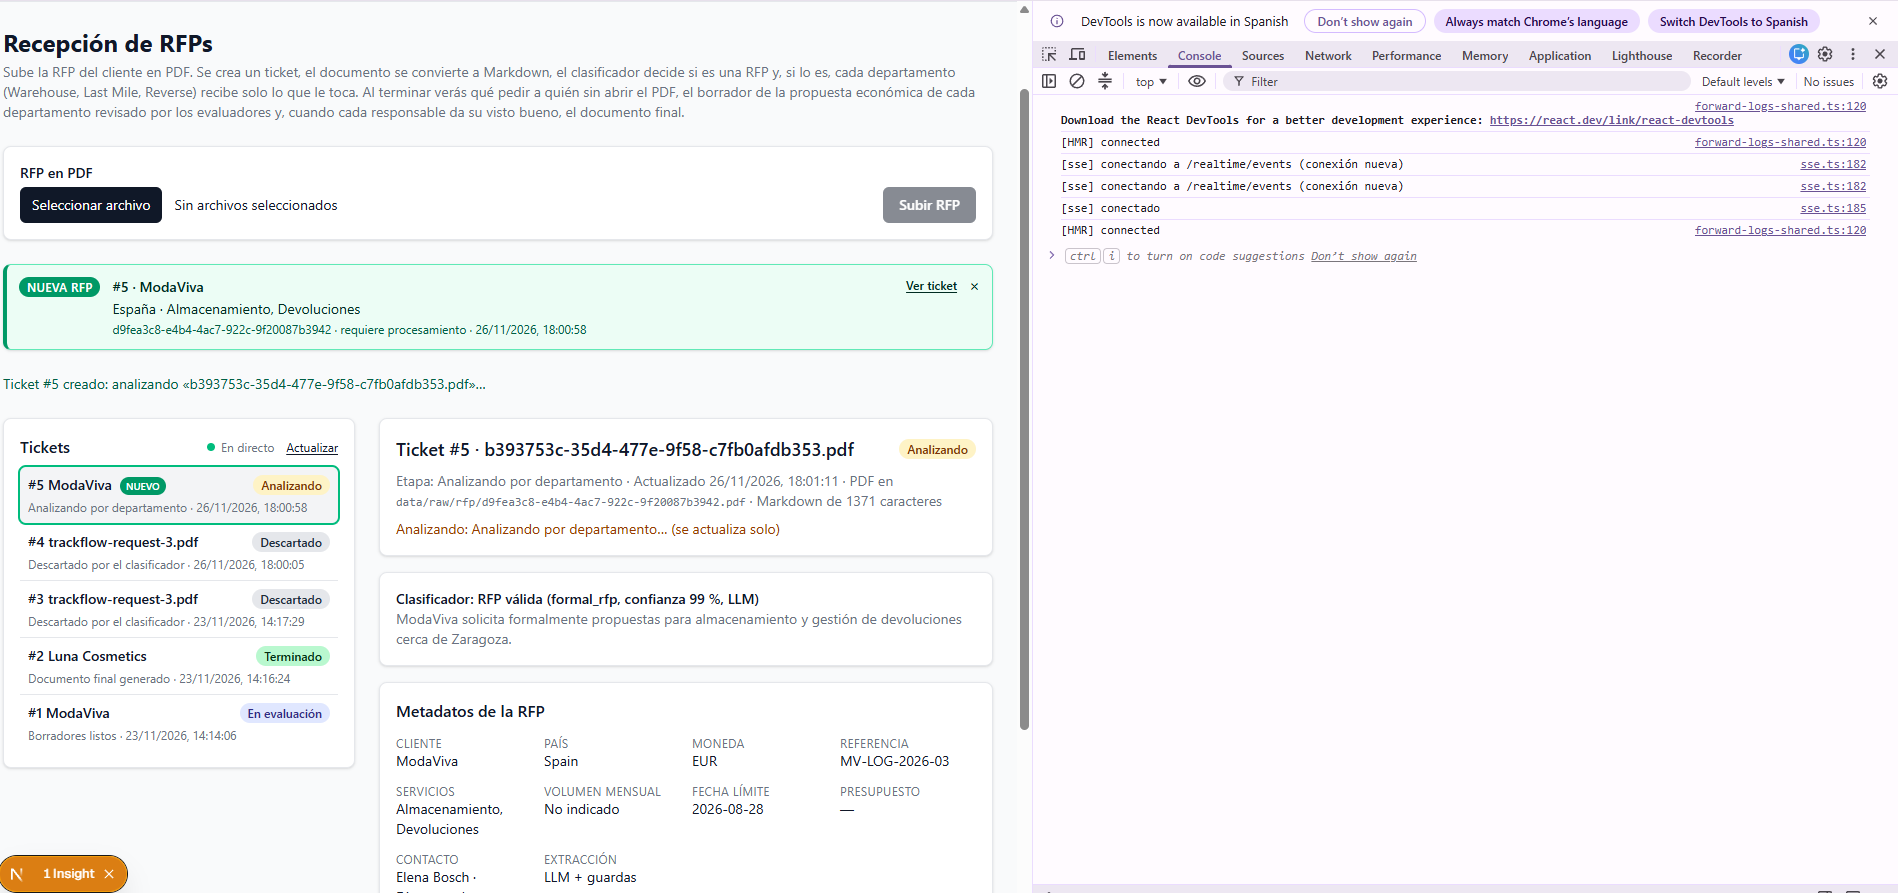 Recepción de RFPs
Sube la RFP del cliente en PDF. Se crea un ticket, el documento se convierte a Markdown, el clasificador decide si es una RFP y, si lo es, cada departamento
(Warehouse, Last Mile, Reverse) recibe solo lo que le toca. Al terminar verás qué pedir a quién sin abrir el PDF, el borrador de la propuesta económica de cada
departamento revisado por los evaluadores y, cuando cada responsable da su visto bueno, el documento final.
RFP en PDF
Seleccionar archivo Sin archivos seleccionados
Subir RFP
NUEVA RFP #5 · ModaViva
Ver ticket ×
España · Almacenamiento, Devoluciones
d9fea3c8-e4b4-4ac7-922c-9f20087b3942 · requiere procesamiento · 26/11/2026, 18:00:58
Ticket #5 creado: analizando «b393753c-35d4-477e-9f58-c7fb0afdb353.pdf»...
Tickets En directo Actualizar
#5 ModaViva NUEVO Analizando
Analizando por departamento · 26/11/2026, 18:00:58
#4 trackflow-request-3.pdf Descartado
Descartado por el clasificador · 26/11/2026, 18:00:05
#3 trackflow-request-3.pdf Descartado
Descartado por el clasificador · 23/11/2026, 14:17:29
#2 Luna Cosmetics Terminado
Documento final generado · 23/11/2026, 14:16:24
#1 ModaViva En evaluación
Borradores listos · 23/11/2026, 14:14:06
Ticket #5 · b393753c-35d4-477e-9f58-c7fb0afdb353.pdf Analizando
Etapa: Analizando por departamento · Actualizado 26/11/2026, 18:01:11 · PDF en
data/raw/rfp/d9fea3c8-e4b4-4ac7-922c-9f20087b3942.pdf · Markdown de 1371 caracteres
Analizando: Analizando por departamento... (se actualiza solo)
Clasificador: RFP válida (formal_rfp, confianza 99 %, LLM)
ModaViva solicita formalmente propuestas para almacenamiento y gestión de devoluciones
cerca de Zaragoza.
Metadatos de la RFP
CLIENTE PAÍS MONEDA REFERENCIA
ModaViva Spain EUR MV-LOG-2026-03
SERVICIOS VOLUMEN MENSUAL FECHA LÍMITE PRESUPUESTO
Almacenamiento, No indicado 2026-08-28 —
Devoluciones
CONTACTO EXTRACCIÓN
Elena Bosch · LLM + guardas
N 1 Insight ×
DevTools is now available in Spanish Don't show again Always match Chrome's language Switch DevTools to Spanish ×
Elements Console Sources Network Performance Memory Application Lighthouse Recorder
top Filter Default levels No issues
forward-logs-shared.ts:120
Download the React DevTools for a better development experience: https://react.dev/link/react-devtools
[HMR] connected forward-logs-shared.ts:120
[sse] conectando a /realtime/events (conexión nueva) sse.ts:182
[sse] conectando a /realtime/events (conexión nueva) sse.ts:182
[sse] conectado sse.ts:185
[HMR] connected forward-logs-shared.ts:120
> ctrl i to turn on code suggestions Don't show again